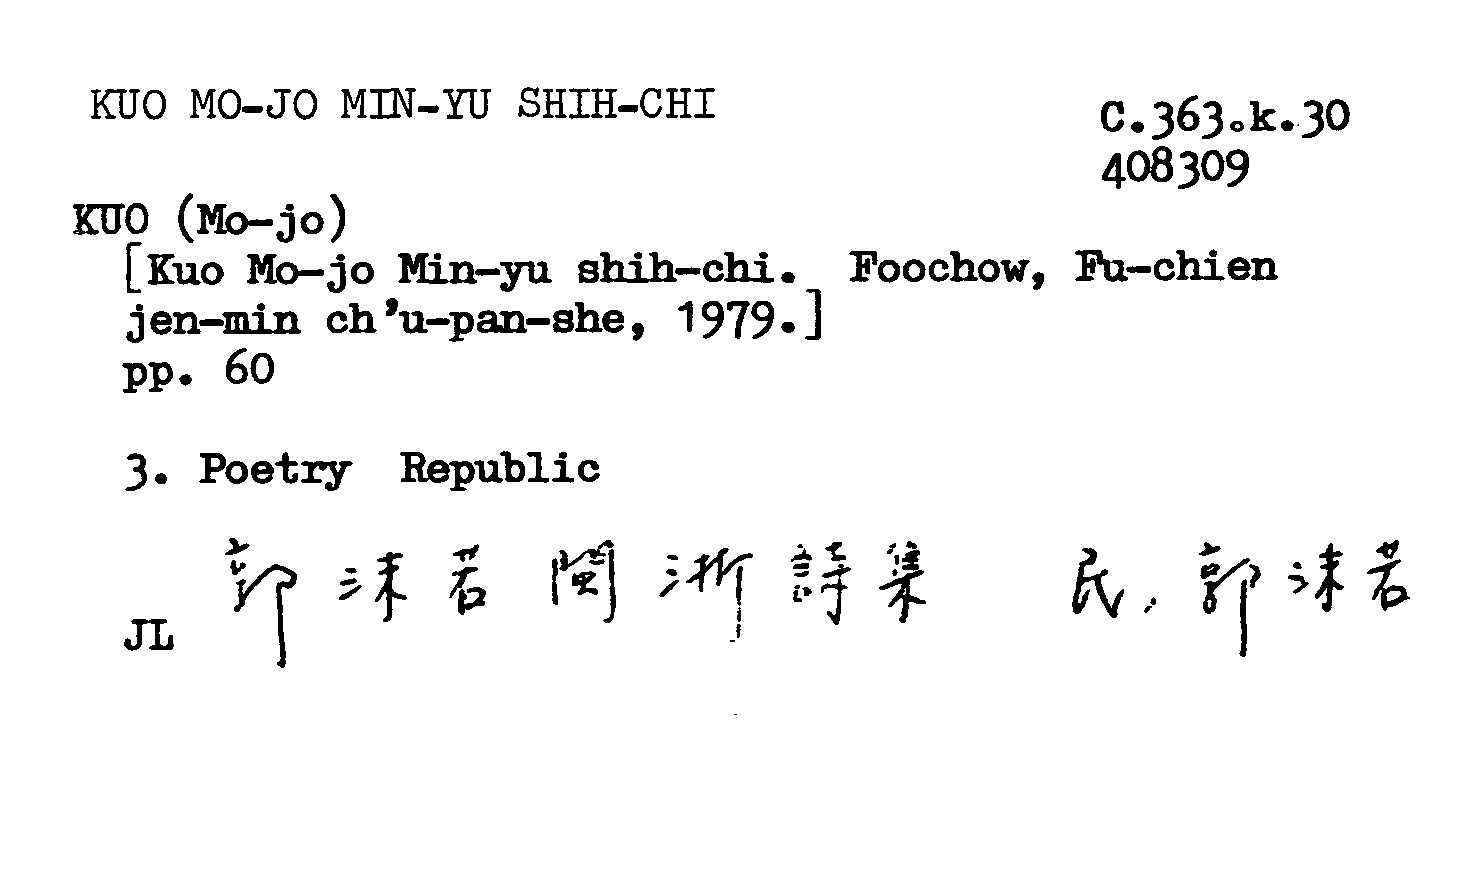 KUO MO-JO MIN-YU SHIH-CHI
C.363.k.30
408309
KUO (Mo-jo)
[Kuo Mo-jo Min-yu shih-chi. Foochow, Fu-chien
jen-min ch'u-pan-she, 1979.]
pp. 60
3. Poetry Republic
郭沫若閩浙詩集 民, 郭沫若
JL